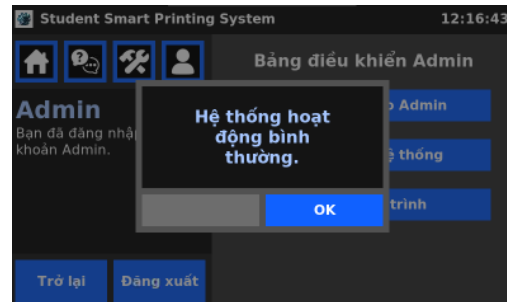 Student Smart Printing System
12:16:43
Bảng điều khiển Admin
Admin
Bạn đã đăng nhập
khoản Admin.
Admin
thống
trình
Hệ thống hoạt
động bình
thường.
OK
Trở lại
Đăng xuất